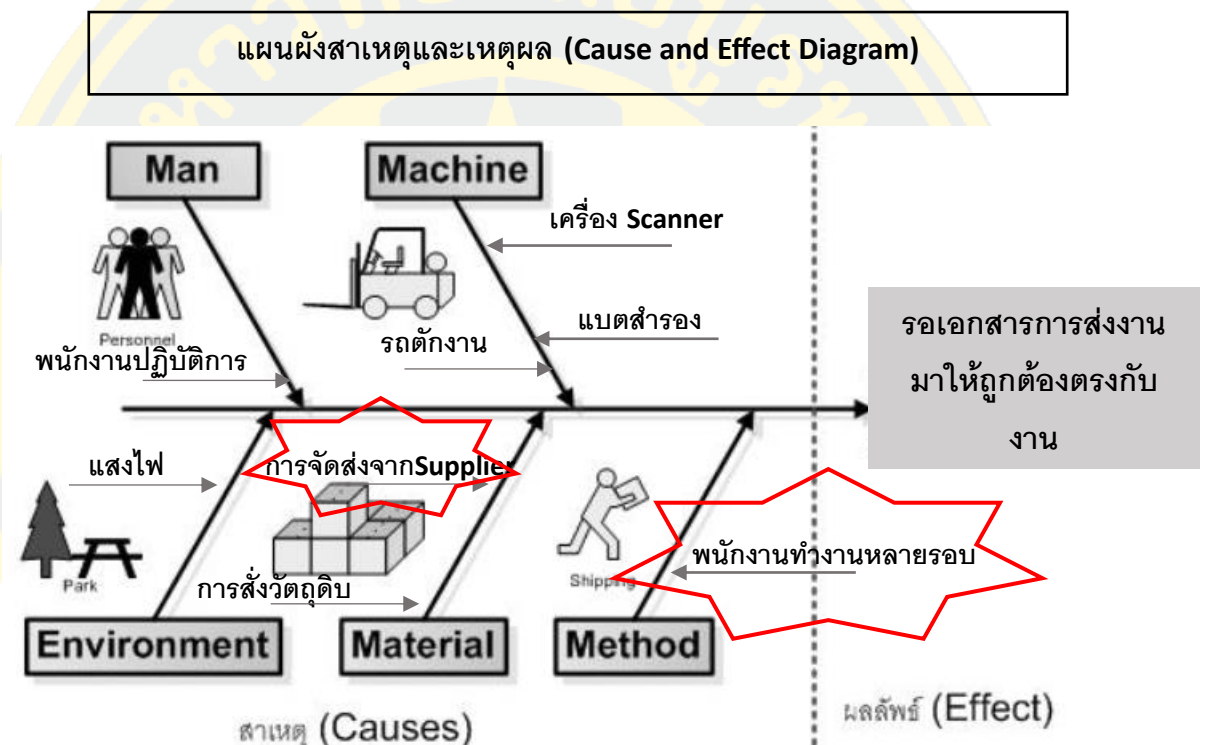 แผนผังสาเหตุและเหตุผล (Cause and Effect Diagram)
Man
Machine
เครื่อง Scanner
แบตสำรอง
รถตักงาน
Personnel
พนักงานปฏิบัติการ
รอเอกสารการส่งงาน
มาให้ถูกต้องตรงกับ
งาน
แสงไฟ
การจัดส่งจากSupplier
พนักงานทำงานหลายรอบ
Park
Shipping
การสั่งวัตถุดิบ
Environment
Material
Method
สาเหตุ (Causes)
ผลลัพธ์ (Effect)